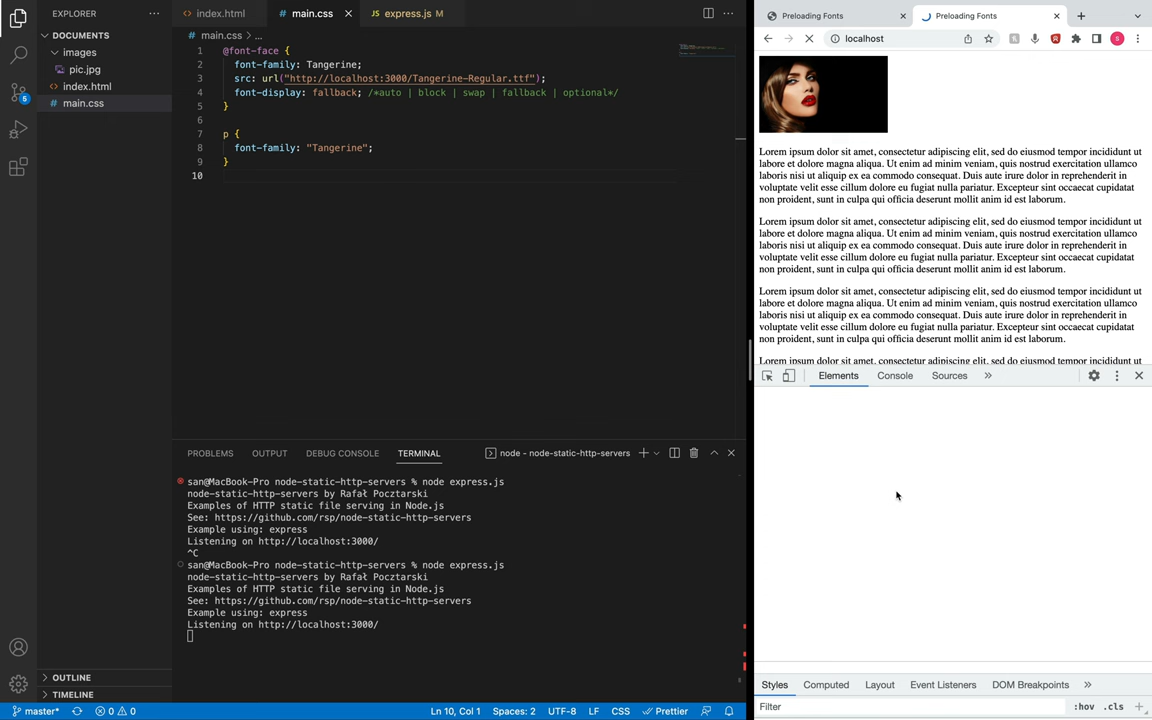 EXPLORER
DOCUMENTS
images
pic.jpg
index.html
main.css
OUTLINE
TIMELINE
index.html
main.css
express.js M
main.css > ...
1 @font-face {
2 font-family: Tangerine;
3 src: url("http://localhost:3000/Tangerine-Regular.ttf");
4 font-display: fallback; /*auto | block | swap | fallback | optional*/
5 }
6
7 p {
8 font-family: "Tangerine";
9 }
10
PROBLEMS OUTPUT DEBUG CONSOLE TERMINAL
node - node-static-http-servers
san@MacBook-Pro node-static-http-servers % node express.js
node-static-http-servers by Rafał Pocztarski
Examples of HTTP static file serving in Node.js
See: https://github.com/rsp/node-static-http-servers
Example using: express
Listening on http://localhost:3000/
^C
san@MacBook-Pro node-static-http-servers % node express.js
node-static-http-servers by Rafał Pocztarski
Examples of HTTP static file serving in Node.js
See: https://github.com/rsp/node-static-http-servers
Example using: express
Listening on http://localhost:3000/
5
master* 0 0
Ln 10, Col 1 Spaces: 2 UTF-8 LF CSS Prettier
Preloading Fonts
Preloading Fonts
localhost
s
Lorem ipsum dolor sit amet, consectetur adipiscing elit, sed do eiusmod tempor incididunt ut
labore et dolore magna aliqua. Ut enim ad minim veniam, quis nostrud exercitation ullamco
laboris nisi ut aliquip ex ea commodo consequat. Duis aute irure dolor in reprehenderit in
voluptate velit esse cillum dolore eu fugiat nulla pariatur. Excepteur sint occaecat cupidatat
non proident, sunt in culpa qui officia deserunt mollit anim id est laborum.
Lorem ipsum dolor sit amet, consectetur adipiscing elit, sed do eiusmod tempor incididunt ut
labore et dolore magna aliqua. Ut enim ad minim veniam, quis nostrud exercitation ullamco
laboris nisi ut aliquip ex ea commodo consequat. Duis aute irure dolor in reprehenderit in
voluptate velit esse cillum dolore eu fugiat nulla pariatur. Excepteur sint occaecat cupidatat
non proident, sunt in culpa qui officia deserunt mollit anim id est laborum.
Lorem ipsum dolor sit amet, consectetur adipiscing elit, sed do eiusmod tempor incididunt ut
labore et dolore magna aliqua. Ut enim ad minim veniam, quis nostrud exercitation ullamco
laboris nisi ut aliquip ex ea commodo consequat. Duis aute irure dolor in reprehenderit in
voluptate velit esse cillum dolore eu fugiat nulla pariatur. Excepteur sint occaecat cupidatat
non proident, sunt in culpa qui officia deserunt mollit anim id est laborum.
Lorem ipsum dolor sit amet, consectetur adipiscing elit, sed do eiusmod tempor incididunt ut
Elements Console Sources »
Styles Computed Layout Event Listeners DOM Breakpoints »
Filter :hov .cls